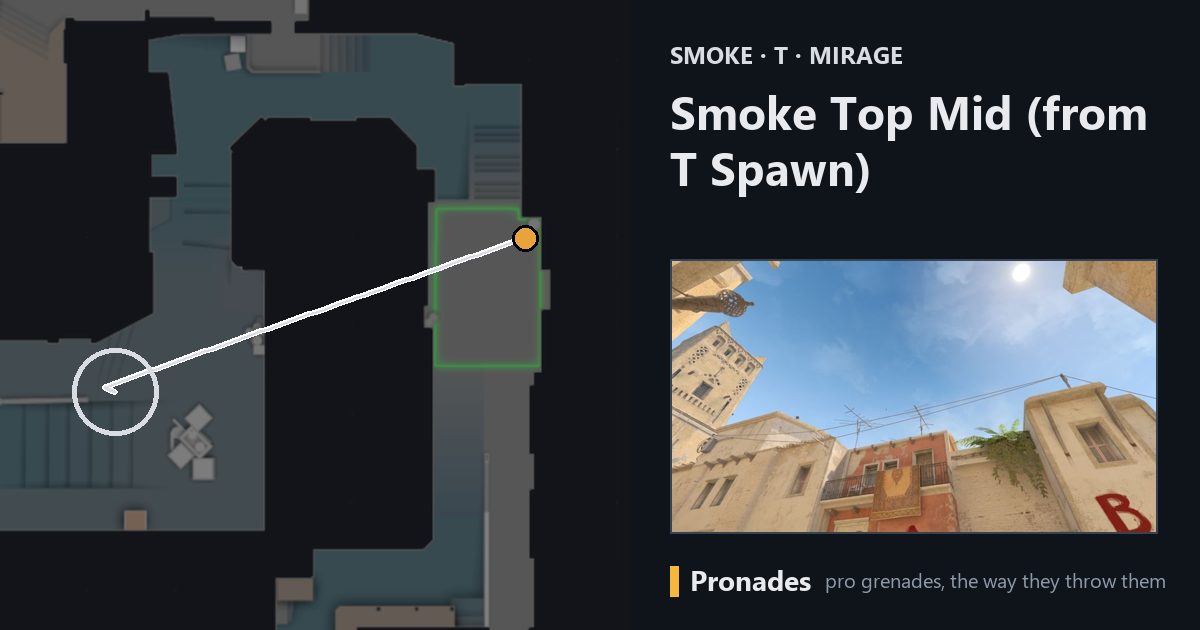 SMOKE · T · MIRAGE
Smoke Top Mid (from
T Spawn)
B
Pronades pro grenades, the way they throw them